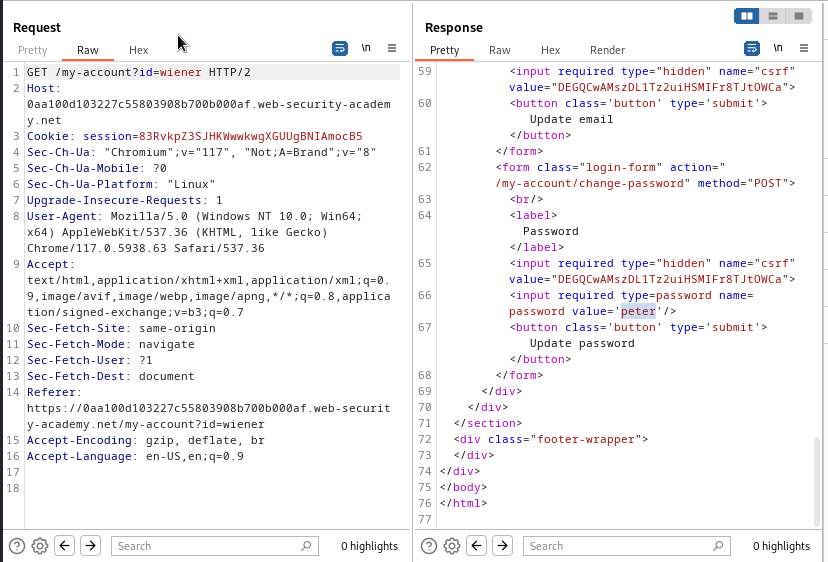 Request
Pretty Raw Hex \n
1 GET /my-account?id=wiener HTTP/2
2 Host:
0aa100d103227c55803908b700b000af.web-security-academ
y.net
3 Cookie: session=83RvkpZ3SJHKWwwkwgXGUUgBNIAmocB5
4 Sec-Ch-Ua: "Chromium";v="117", "Not;A=Brand";v="8"
5 Sec-Ch-Ua-Mobile: ?0
6 Sec-Ch-Ua-Platform: "Linux"
7 Upgrade-Insecure-Requests: 1
8 User-Agent: Mozilla/5.0 (Windows NT 10.0; Win64;
x64) AppleWebKit/537.36 (KHTML, like Gecko)
Chrome/117.0.5938.63 Safari/537.36
9 Accept:
text/html,application/xhtml+xml,application/xml;q=0.
9,image/avif,image/webp,image/apng,*/*;q=0.8,applica
tion/signed-exchange;v=b3;q=0.7
10 Sec-Fetch-Site: same-origin
11 Sec-Fetch-Mode: navigate
12 Sec-Fetch-User: ?1
13 Sec-Fetch-Dest: document
14 Referer:
https://0aa100d103227c55803908b700b000af.web-securit
y-academy.net/my-account?id=wiener
15 Accept-Encoding: gzip, deflate, br
16 Accept-Language: en-US,en;q=0.9
17
18
Search 0 highlights
Response
Pretty Raw Hex Render \n
59 <input required type="hidden" name="csrf"
value="DEGQCwAMszDL1Tz2uiHSMIFr8TJtOWCa">
60 <button class='button' type='submit'>
Update email
</button>
61 </form>
62 <form class="login-form" action="
/my-account/change-password" method="POST">
63 <br/>
64 <label>
Password
</label>
65 <input required type="hidden" name="csrf"
value="DEGQCwAMszDL1Tz2uiHSMIFr8TJtOWCa">
66 <input required type=password name=
password value='peter'/>
67 <button class='button' type='submit'>
Update password
</button>
68 </form>
69 </div>
70 </div>
71 </section>
72 <div class="footer-wrapper">
73 </div>
74 </div>
75 </body>
76 </html>
77
Search 0 highlights